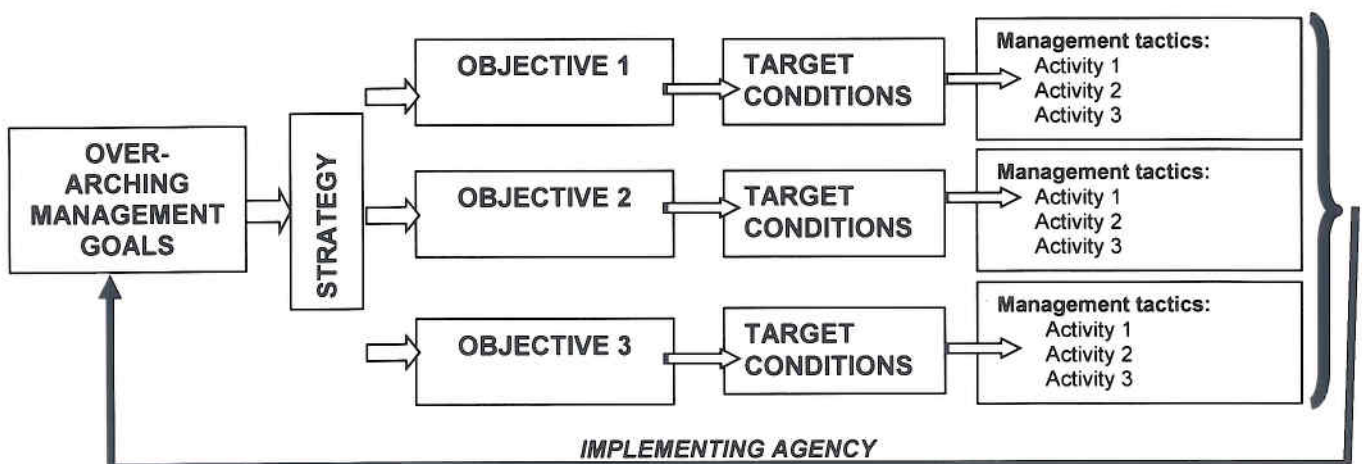 OVER-
ARCHING
MANAGEMENT
GOALS
STRATEGY
OBJECTIVE 1
TARGET
CONDITIONS
Management tactics:
Activity 1
Activity 2
Activity 3
OBJECTIVE 2
TARGET
CONDITIONS
Management tactics:
Activity 1
Activity 2
Activity 3
OBJECTIVE 3
TARGET
CONDITIONS
Management tactics:
Activity 1
Activity 2
Activity 3
IMPLEMENTING AGENCY